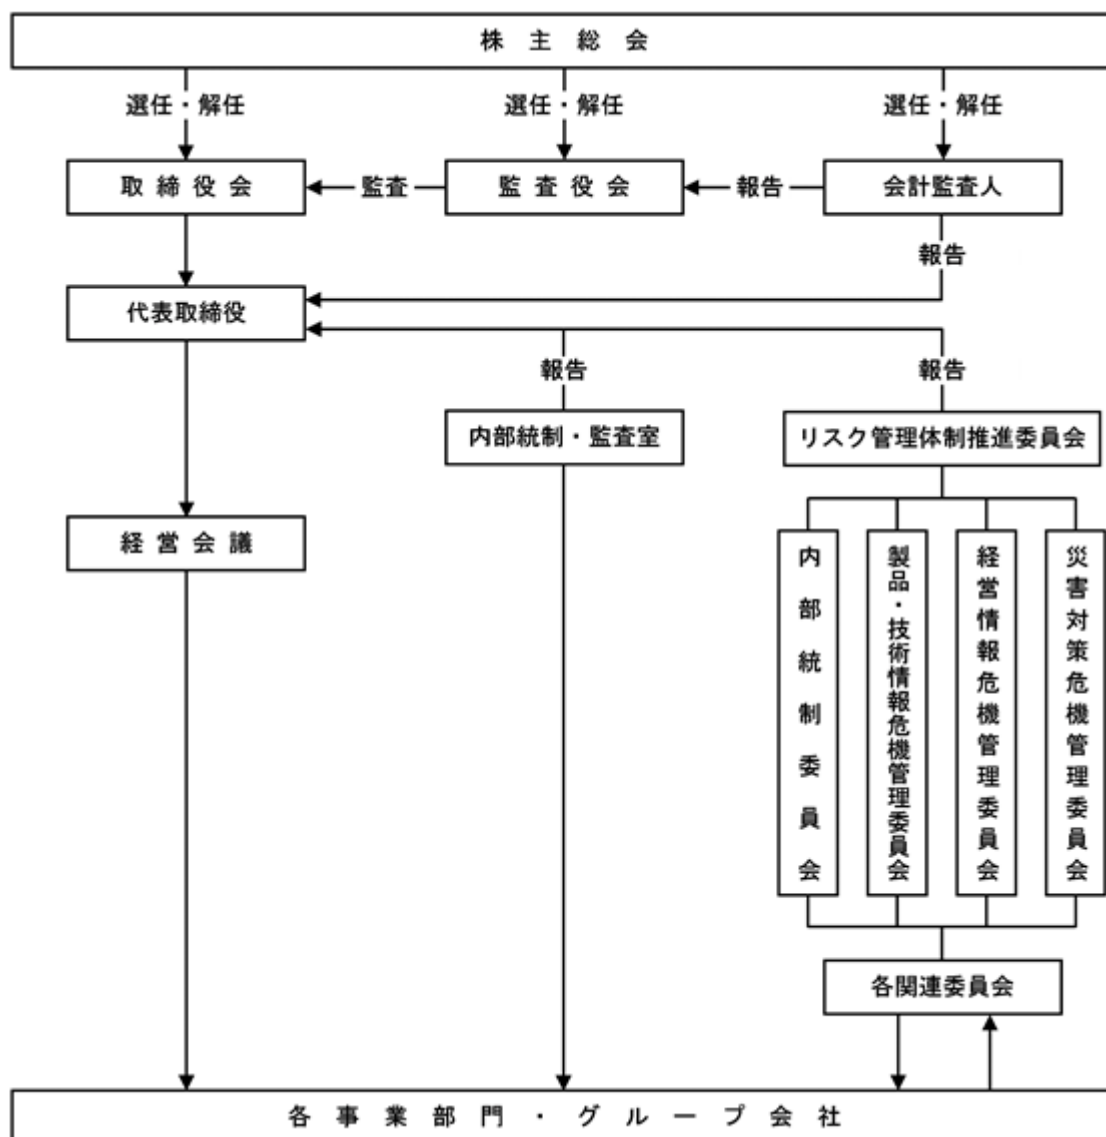 株主総会
選任・解任
選任・解任
選任・解任
取締役会
監査
監査役会
報告
会計監査人
報告
代表取締役
報告
報告
内部統制・監査室
リスク管理体制推進委員会
経営会議
内部統制委員会
製品・技術情報危機管理委員会
経営情報危機管理委員会
災害対策危機管理委員会
各関連委員会
各事業部門・グループ会社